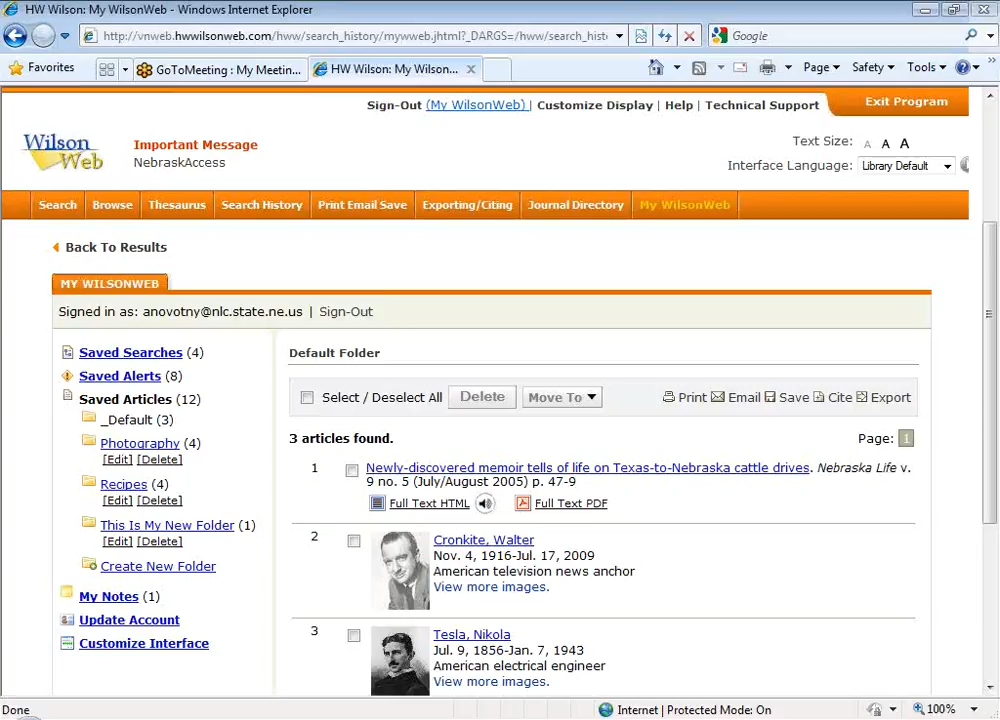 HW Wilson: My WilsonWeb - Windows Internet Explorer
http://vnweb.hwwilsonweb.com/hww/search_history/mywweb.jhtml?_DARGS=/hww/search_hist
Google
Favorites
GoToMeeting : My Meetin...
HW Wilson: My Wilson...
Page
Safety
Tools
Sign-Out (My WilsonWeb) | Customize Display | Help | Technical Support
Exit Program
Wilson
Web
Important Message
NebraskAccess
Text Size: A A A
Interface Language: Library Default
Search
Browse
Thesaurus
Search History
Print Email Save
Exporting/Citing
Journal Directory
My WilsonWeb
Back To Results
MY WILSONWEB
Signed in as: anovotny@nlc.state.ne.us | Sign-Out
Saved Searches (4)
Saved Alerts (8)
Saved Articles (12)
_Default (3)
Photography (4)
[Edit] [Delete]
Recipes (4)
[Edit] [Delete]
This Is My New Folder (1)
[Edit] [Delete]
Create New Folder
My Notes (1)
Update Account
Customize Interface
Default Folder
Select / Deselect All
Delete
Move To
Print Email Save Cite Export
3 articles found.
Page: 1
1 Newly-discovered memoir tells of life on Texas-to-Nebraska cattle drives. Nebraska Life v.
9 no. 5 (July/August 2005) p. 47-9
Full Text HTML
Full Text PDF
2 Cronkite, Walter
Nov. 4, 1916-Jul. 17, 2009
American television news anchor
View more images.
3 Tesla, Nikola
Jul. 9, 1856-Jan. 7, 1943
American electrical engineer
View more images.
Done
Internet | Protected Mode: On
100%